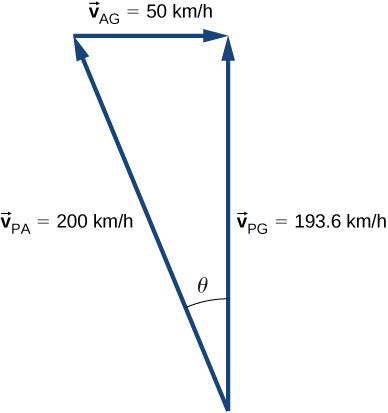 v⃗AG = 50 km/h
v⃗PA = 200 km/h
v⃗PG = 193.6 km/h
θ